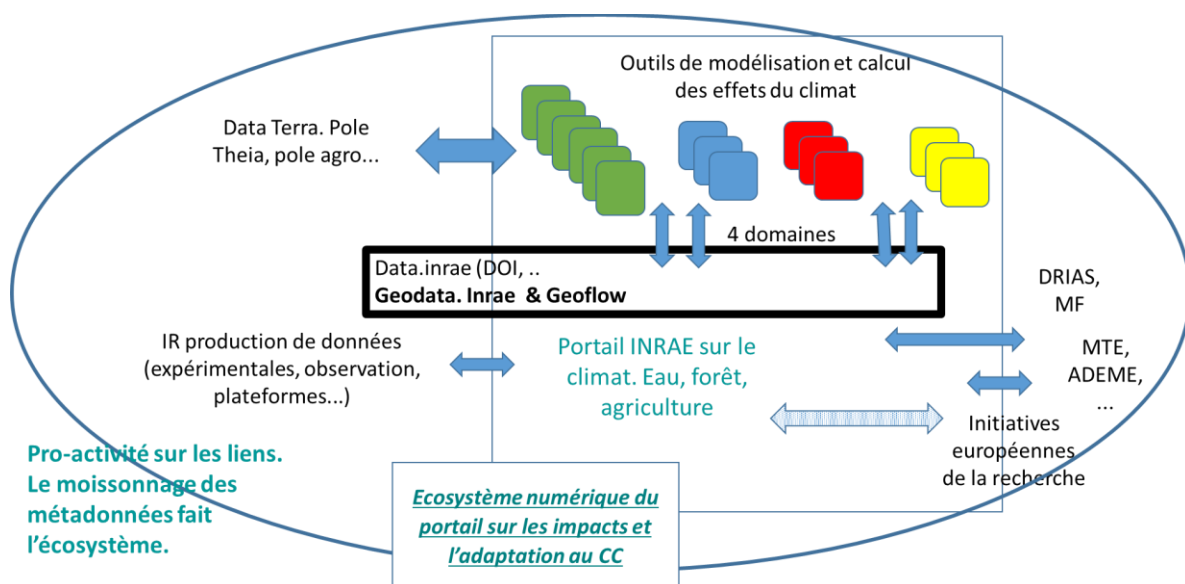 Outils de modélisation et calcul
des effets du climat
Data Terra. Pole
Theia, pole agro...
4 domaines
Data.inrae (DOI, ..
Geodata. Inrae & Geoflow
DRIAS,
MF
IR production de données
(expérimentales, observation,
plateformes...)
Portail INRAE sur le
climat. Eau, forêt,
agriculture
MTE,
ADEME,
...
Initiatives
européennes
de la recherche
Pro-activité sur les liens.
Le moissonnage des
métadonnées fait
l'écosystème.
Ecosystème numérique du
portail sur les impacts et
l'adaptation au CC